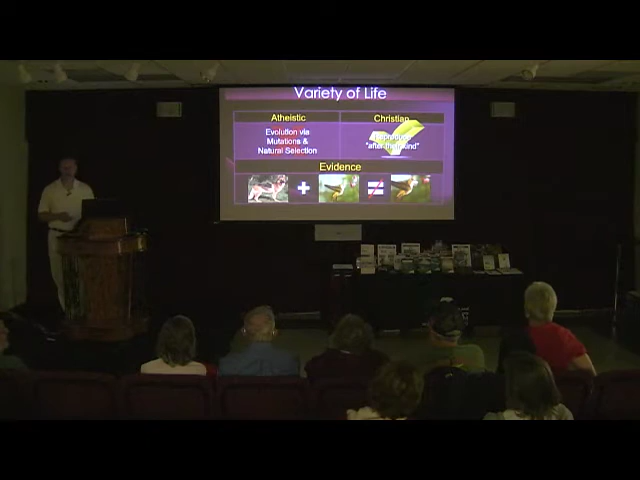 Variety of Life
Atheistic
Christian
Evolution via
Mutations &
Natural Selection
"after their kind"
Evidence
+